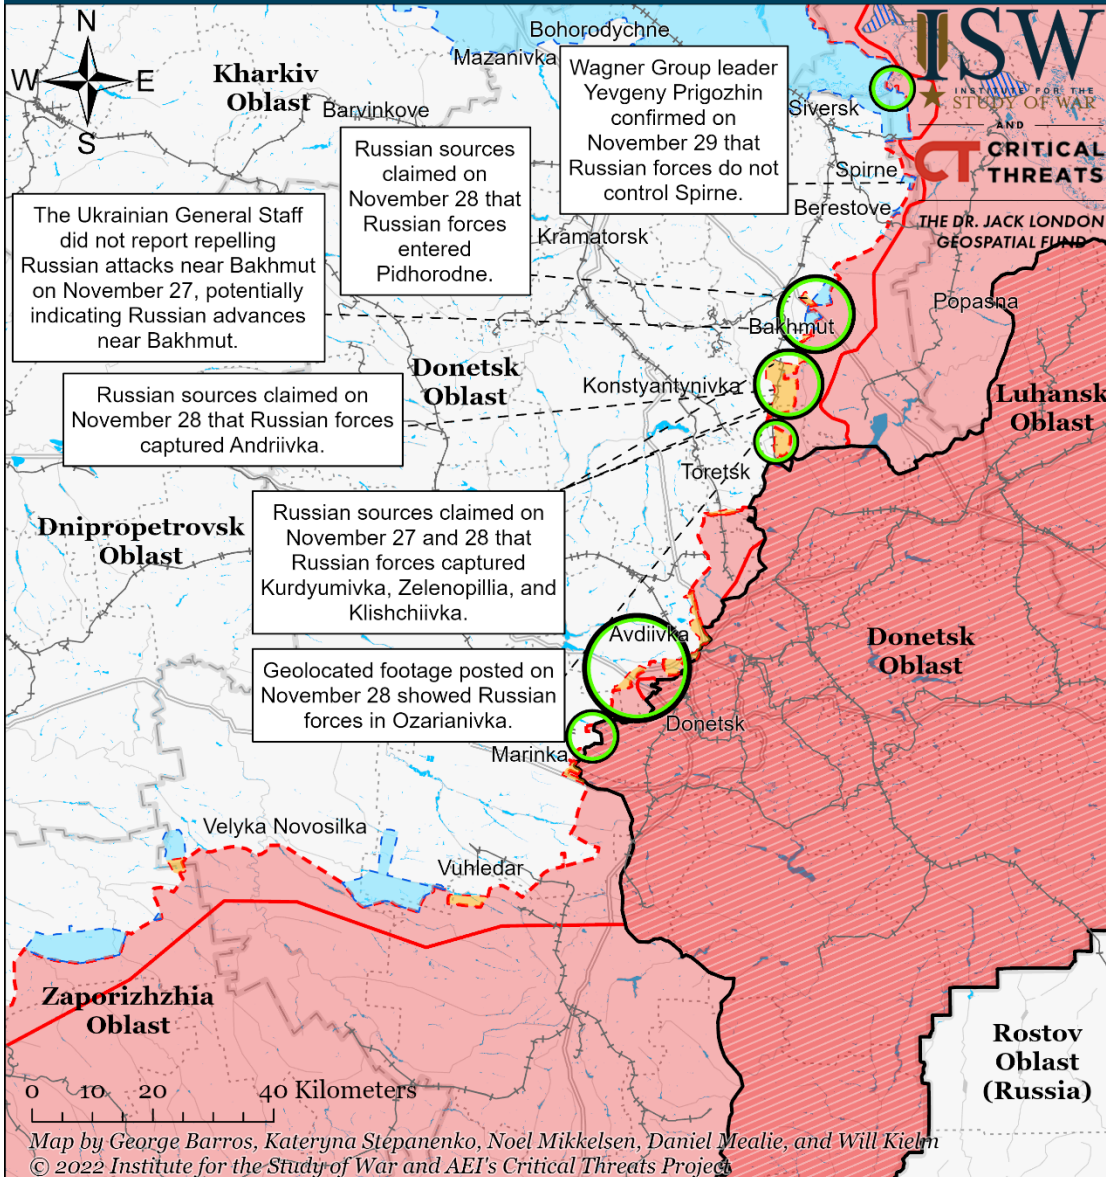 N
W
E
S
Bohorodychne
Mazanivka
Kharkiv
Oblast
Barvinkove
Wagner Group leader
Yevgeny Prigozhin
confirmed on
November 29 that
Russian forces do not
control Spirne.
ISW
INSTITUTE FOR THE
STUDY OF WAR
AND
CT CRITICAL
THREATS
THE DR. JACK LONDON
GEOSPATIAL FUND
Siversk
Spirne
Berestove
Russian sources
claimed on
November 28 that
Russian forces
entered
Pidhorodne.
The Ukrainian General Staff
did not report repelling
Russian attacks near Bakhmut
on November 27, potentially
indicating Russian advances
near Bakhmut.
Kramatorsk
Popasna
Bakhmut
Donetsk
Oblast
Konstyantynivka
Luhansk
Oblast
Russian sources claimed on
November 28 that Russian forces
captured Andriivka.
Toretsk
Dnipropetrovsk
Oblast
Russian sources claimed on
November 27 and 28 that
Russian forces captured
Kurdyumivka, Zelenopillia, and
Klishchiivka.
Avdiivka
Donetsk
Oblast
Geolocated footage posted on
November 28 showed Russian
forces in Ozarianivka.
Donetsk
Marinka
Velyka Novosilka
Vuhledar
Zaporizhzhia
Oblast
Rostov
Oblast
(Russia)
0 10 20 40 Kilometers
Map by George Barros, Kateryna Stepanenko, Noel Mikkelsen, Daniel Mealie, and Will Kielm
© 2022 Institute for the Study of War and AEI's Critical Threats Project